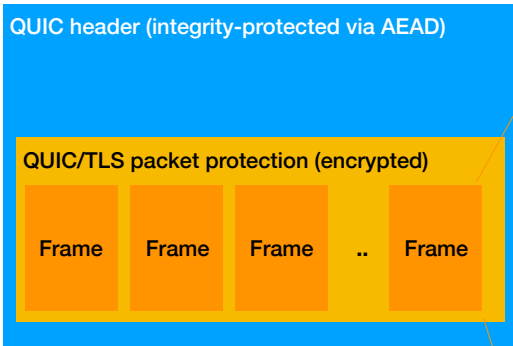 QUIC header (integrity-protected via AEAD)
QUIC/TLS packet protection (encrypted)
Frame Frame Frame .. Frame